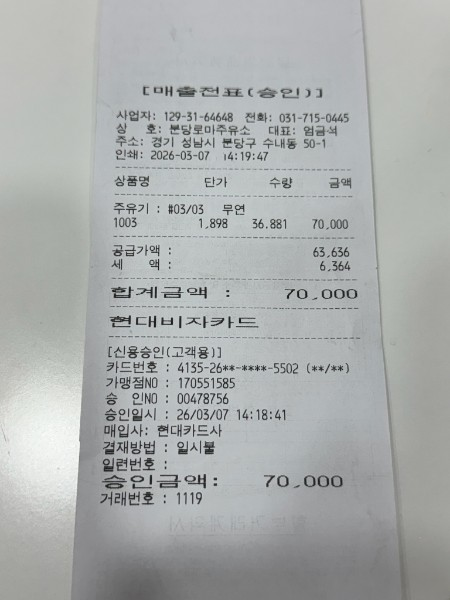 [매출전표(승인)]
사업자: 129-31-64648 전화: 031-715-0445
상 호: 분당로마주유소 대표: 엄금석
주소: 경기 성남시 분당구 수내동 50-1
인쇄: 2026-03-07 14:19:47
상품명 단가 수량 금액
주유기 : #03/03 무연
1003 1,898 36.881 70,000
공급가액 : 63,636
세 액 : 6,364
합계금액 : 70,000
현대비자카드
[신용승인(고객용)]
카드번호 : 4135-26**-****-5502 (**/**)
가맹점NO : 170551585
승 인NO : 00478756
승인일시 : 26/03/07 14:18:41
매입사: 현대카드사
결재방법 : 일시불
일련번호 :
승인금액: 70,000
거래번호 : 1119